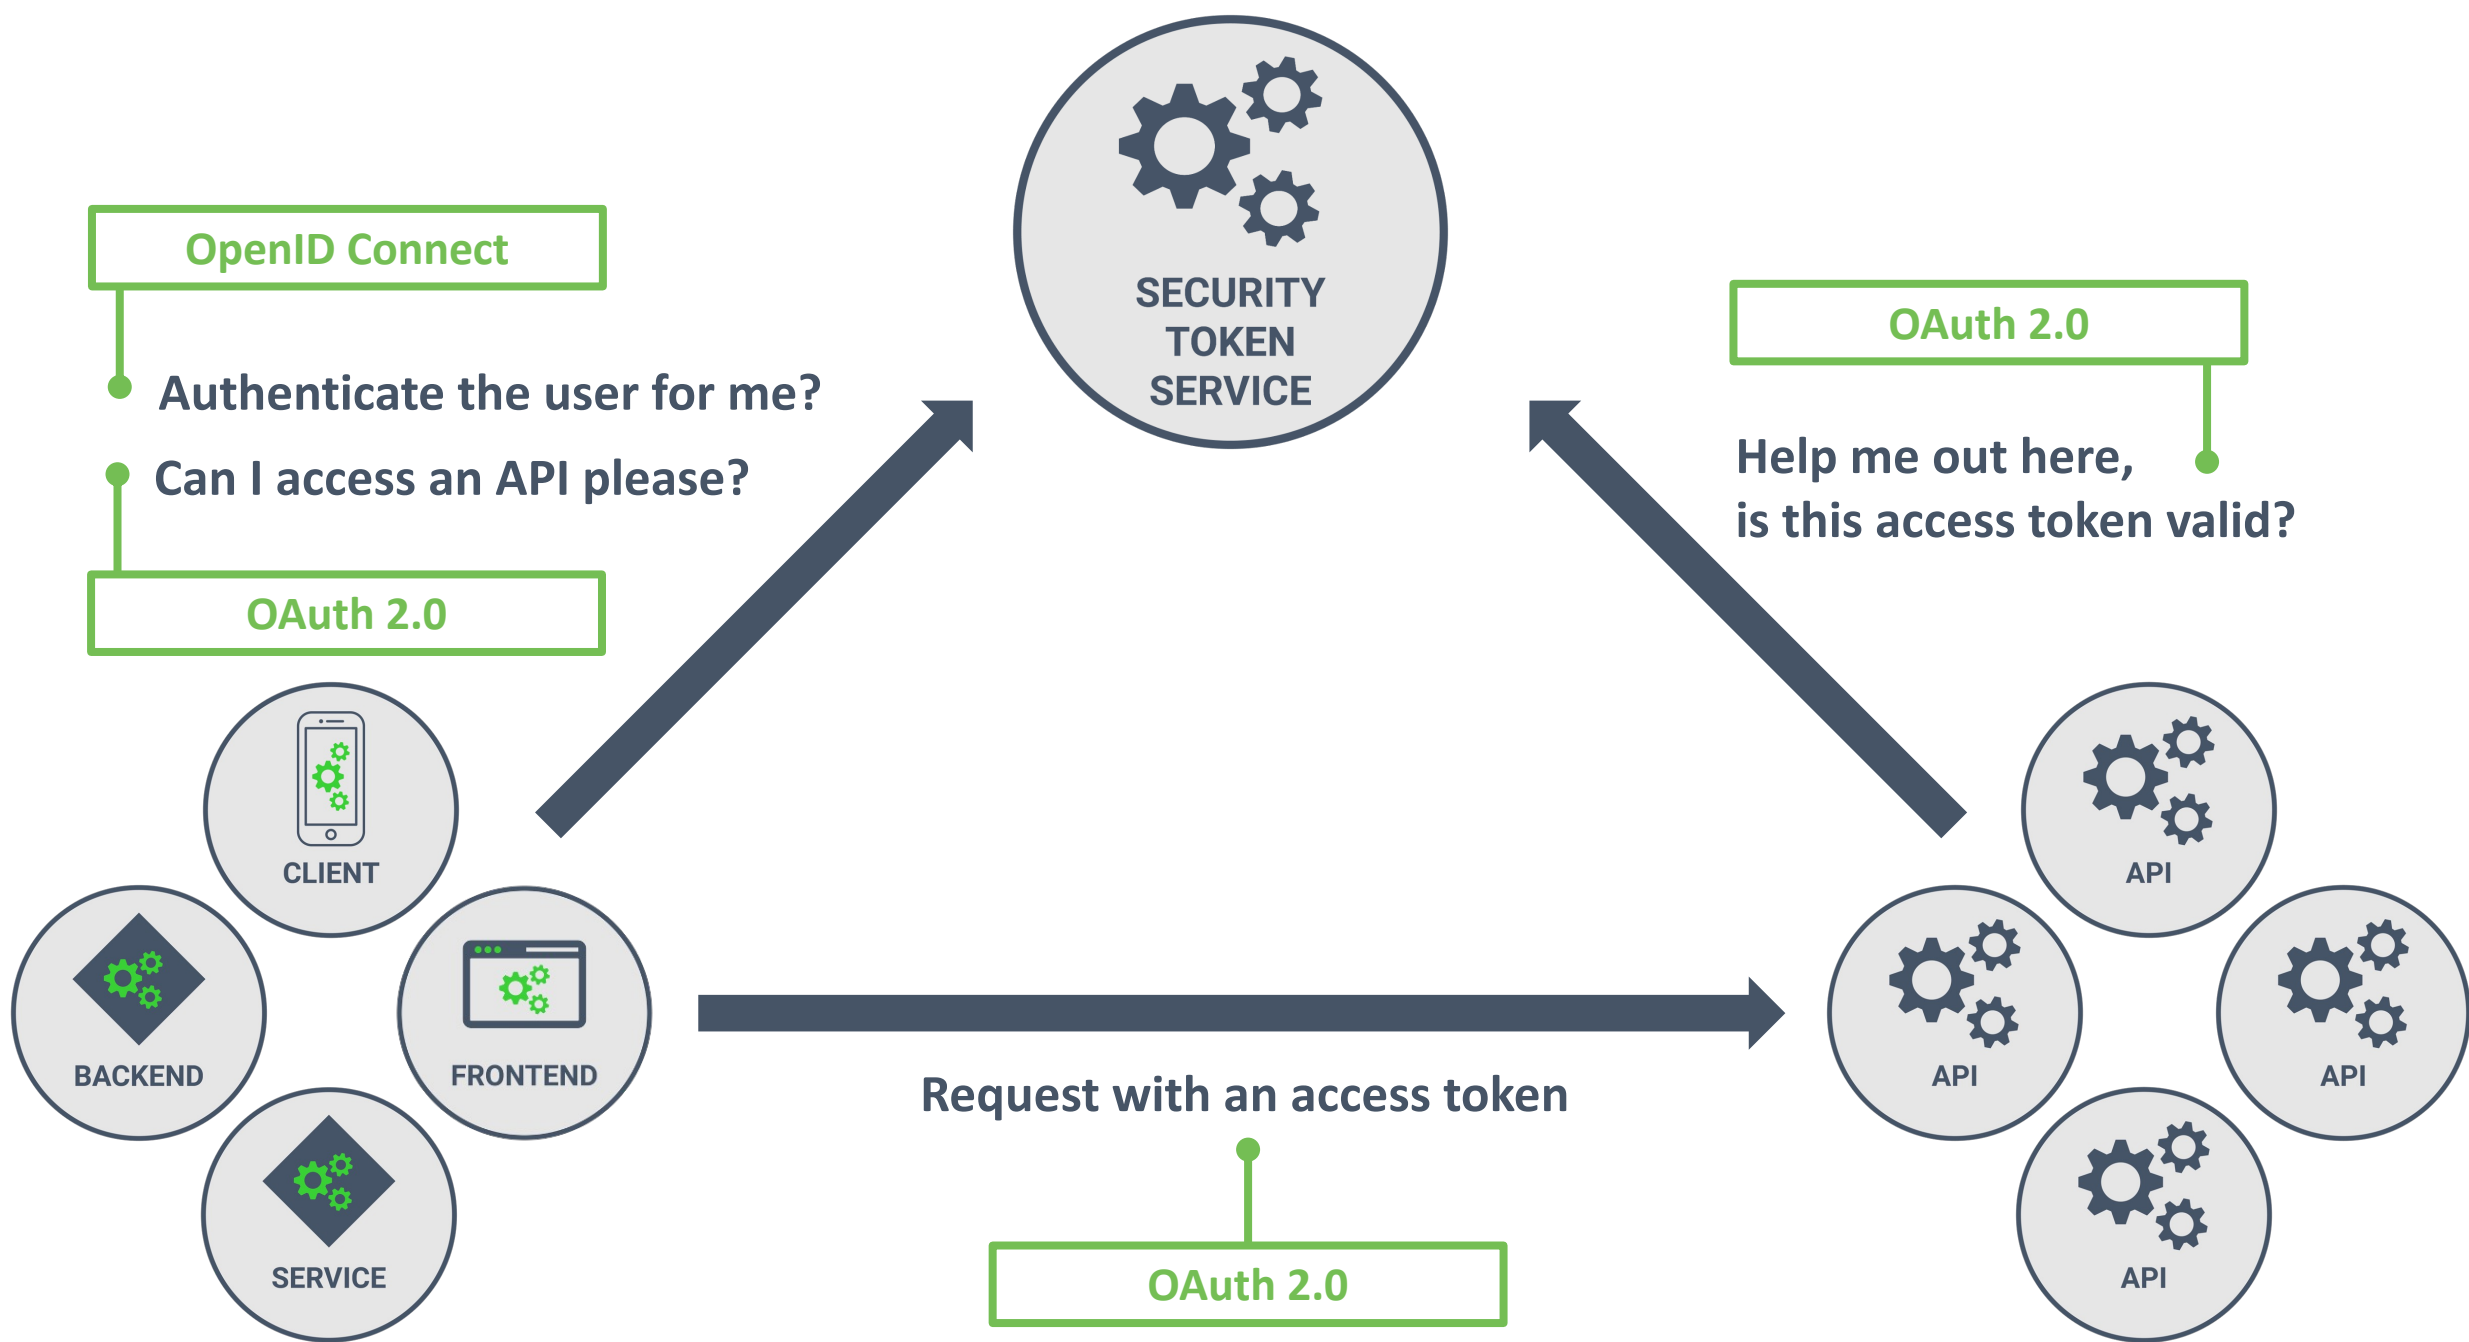 SECURITY
TOKEN
SERVICE
OpenID Connect
Authenticate the user for me?
Can I access an API please?
OAuth 2.0
OAuth 2.0
Help me out here,
is this access token valid?
CLIENT
BACKEND
FRONTEND
SERVICE
Request with an access token
OAuth 2.0
API
API
API
API